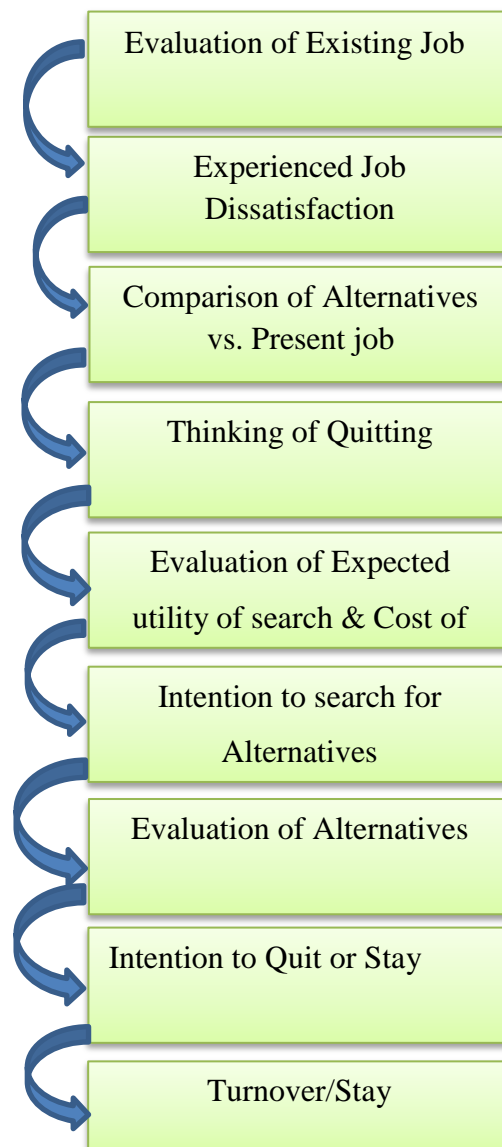 Evaluation of Existing Job
Experienced Job
Dissatisfaction
Comparison of Alternatives
vs. Present job
Thinking of Quitting
Evaluation of Expected
utility of search & Cost of
Intention to search for
Alternatives
Evaluation of Alternatives
Intention to Quit or Stay
Turnover/Stay